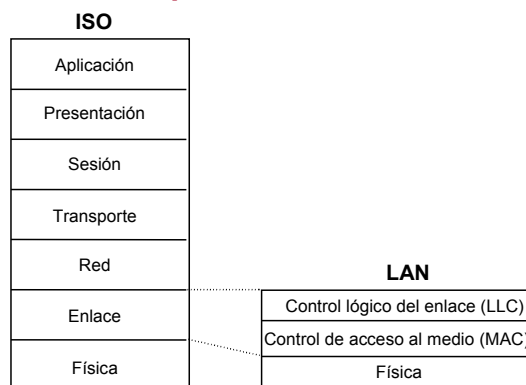 ISO
Aplicación
Presentación
Sesión
Transporte
Red
Enlace
Física
LAN
Control lógico del enlace (LLC)
Control de acceso al medio (MAC)
Física